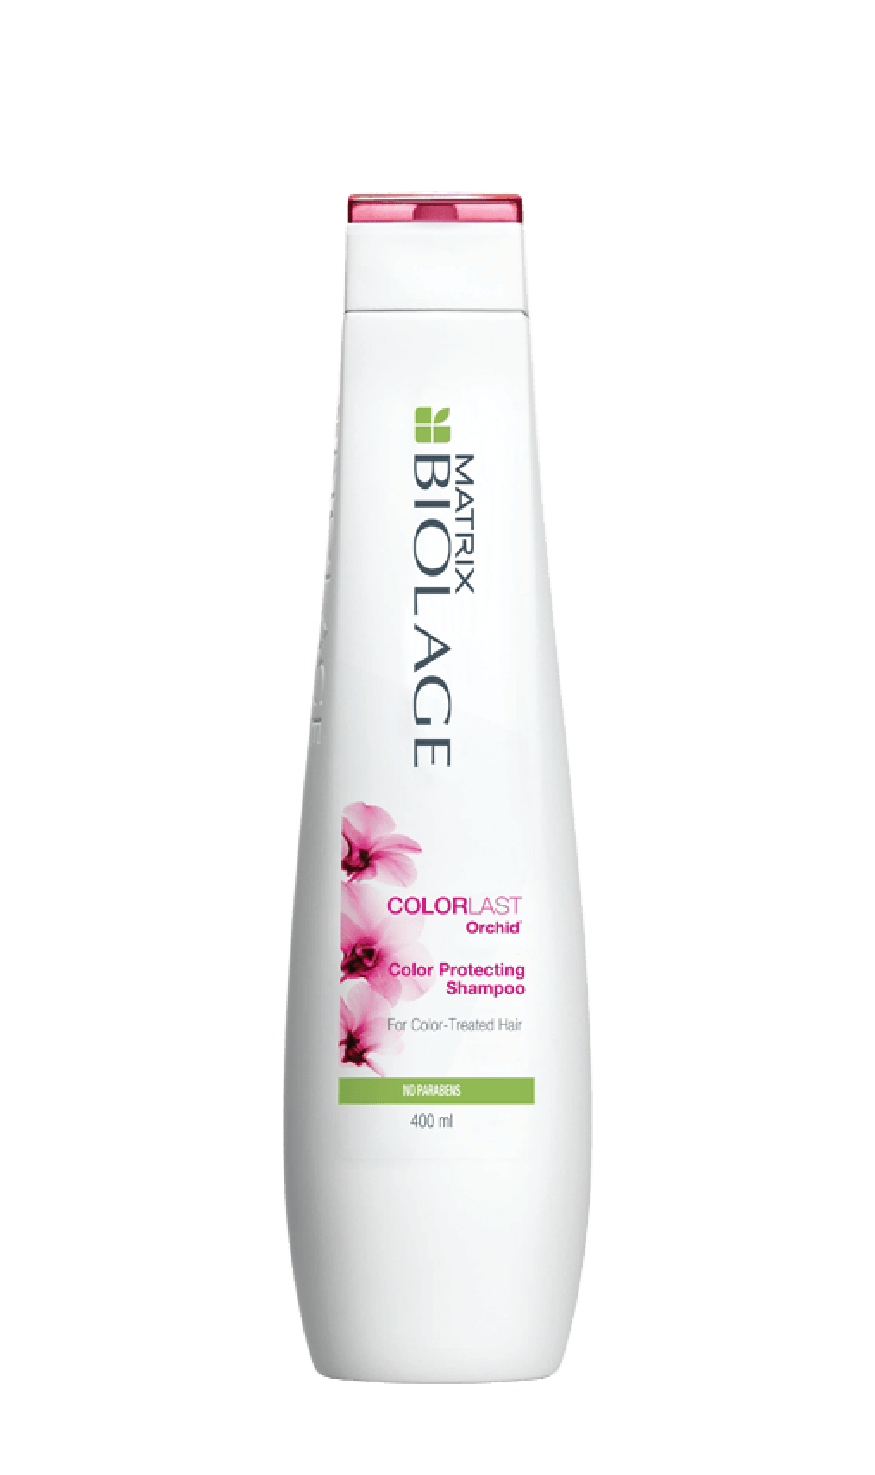 MATRIX
BIOLAGE
COLORLAST
Orchid
Color Protecting
Shampoo
For Color-Treated Hair
NO PARABENS
400 ml